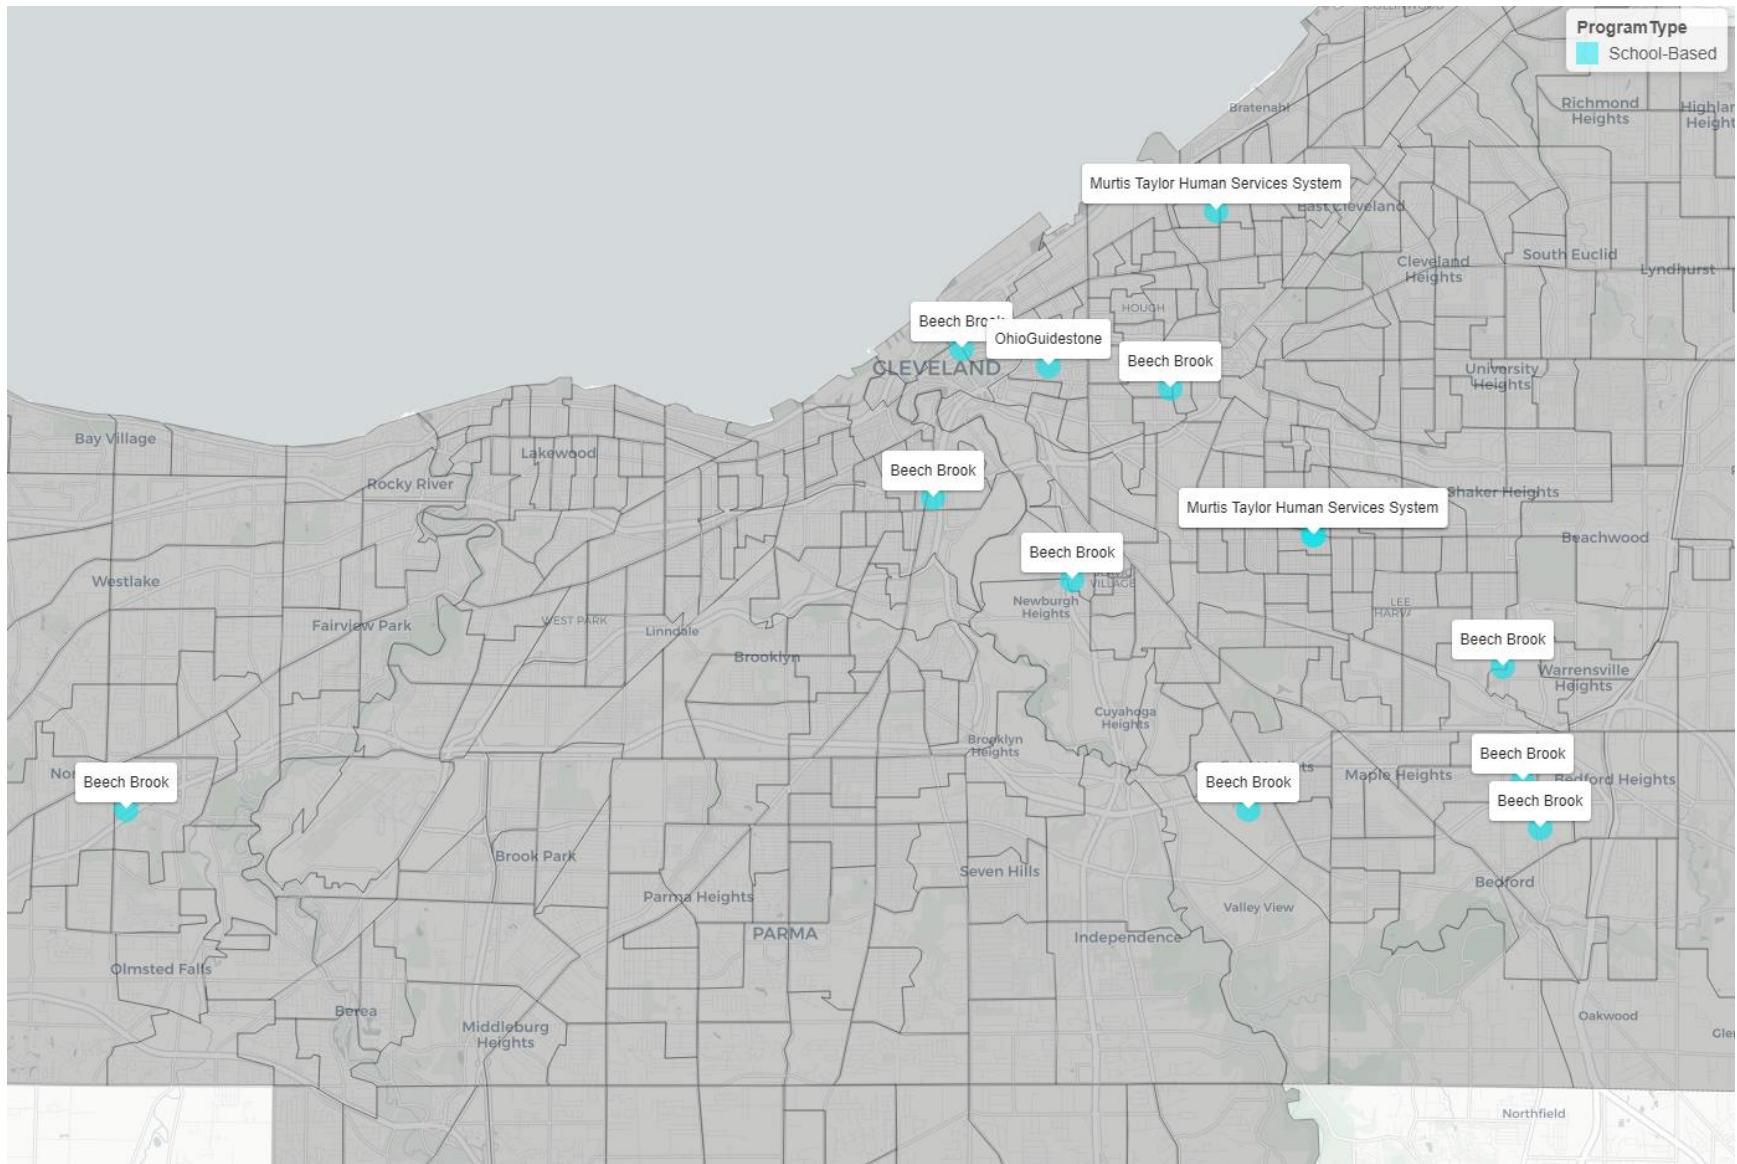 ProgramType
School-Based
Bratenahl
Richmond
Heights
Murtis Taylor Human Services System
East Cleveland
South Euclid
Cleveland
Heights
Lyndhurst
HOUGH
Beech
OhioGuidestone
Beech Brook
CLEVELAND
University
Heights
Bay Village
Lakewood
Rocky River
Beech Brook
Shaker Heights
Murtis Taylor Human Services System
Beachwood
Beech Brook
Westlake
VILLAGE
Newburgh
Heights
LEE
WEST PARK
Fairview Park
Linndale
Beech Brook
Brooklyn
Warrensville
Heights
Cuyahoga
Heights
Brooklyn
Heights
Beech Brook
Bedford Heights
Maple Heights
Beech Brook
Beech Brook
Beech Brook
Brook Park
Seven Hills
Bedford
Parma Heights
Valley View
PARMA
Independence
Olmsted Falls
Berea
Oakwood
Middleburg
Heights
Northfield